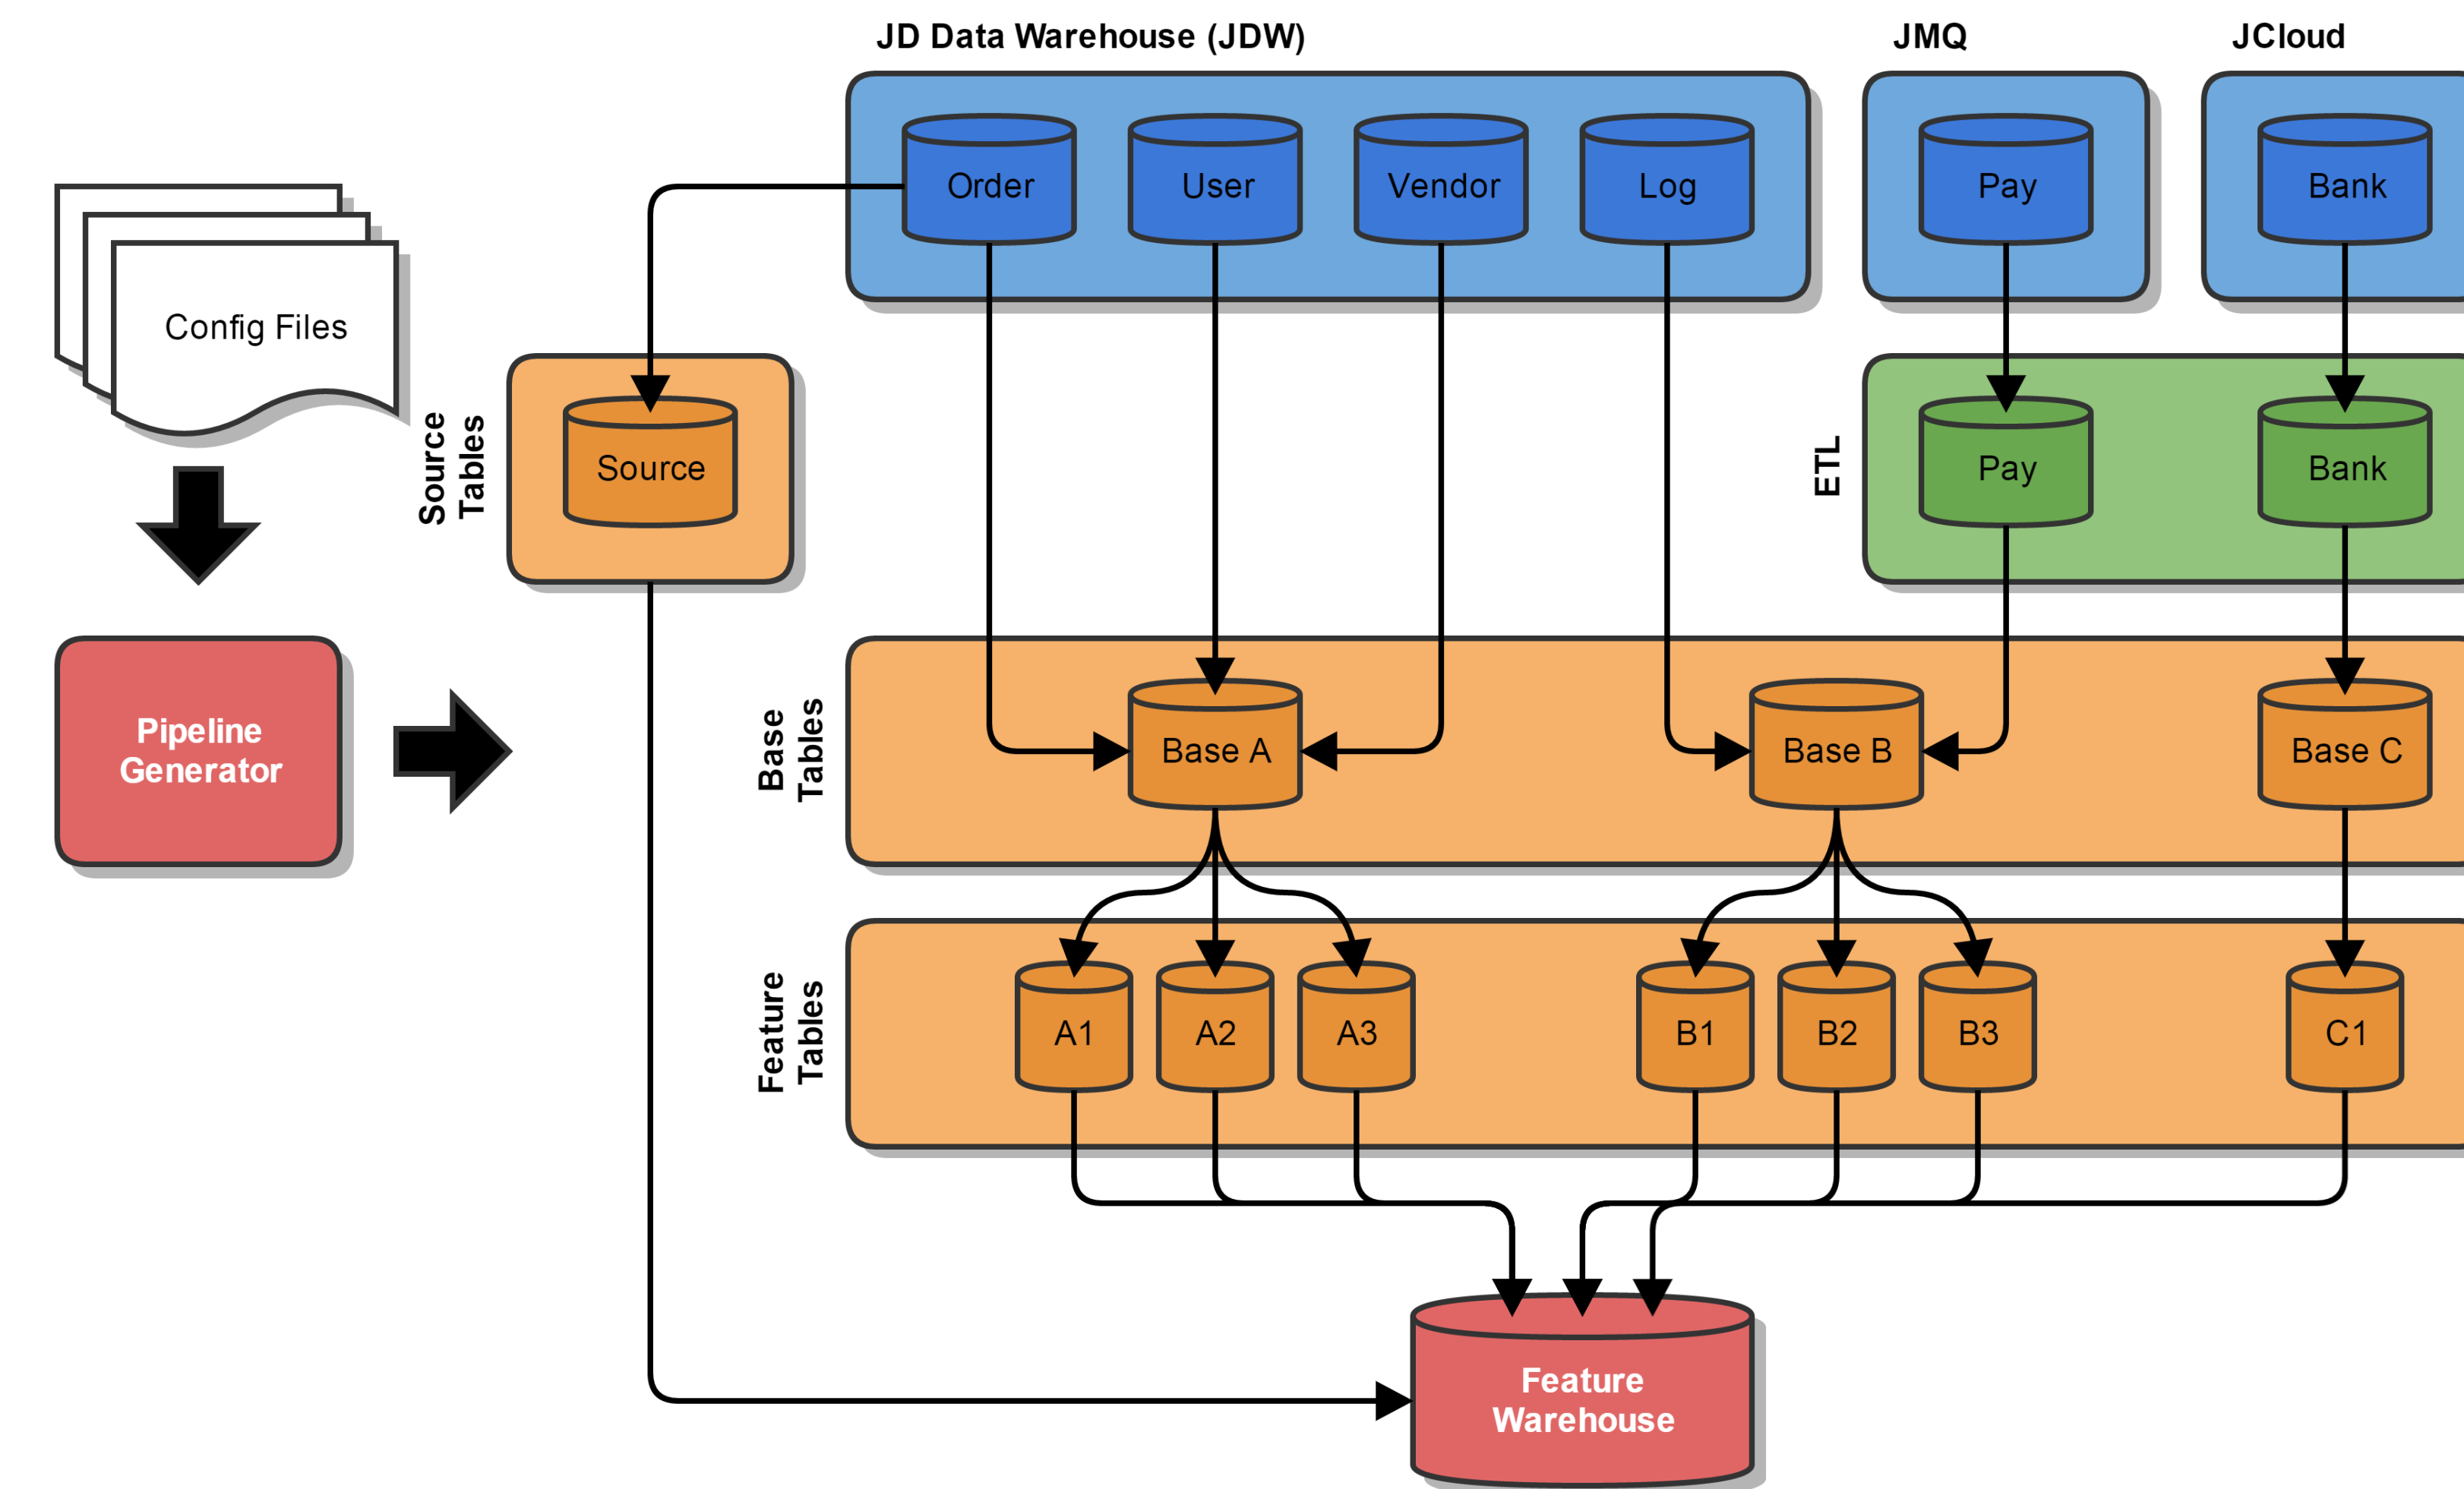 JD Data Warehouse (JDW)
JMQ
JCloud
Order
User
Vendor
Log
Pay
Bank
Config Files
Source
Tables
Source
ETL
Pay
Bank
Pipeline
Generator
Base
Tables
Base A
Base B
Base C
Feature
Tables
A1
A2
A3
B1
B2
B3
C1
Feature
Warehouse